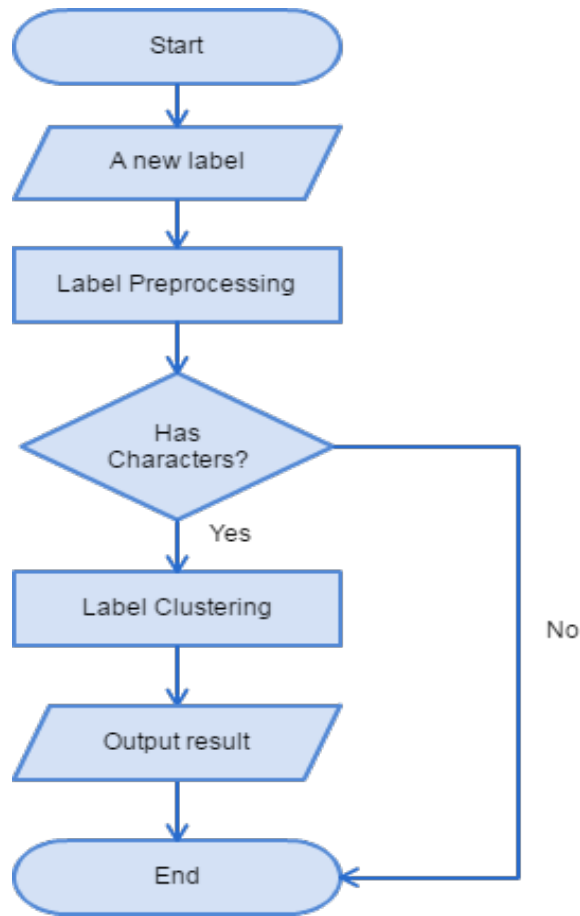 Start
A new label
Label Preprocessing
Has
Characters?
Yes
Label Clustering
No
Output result
End